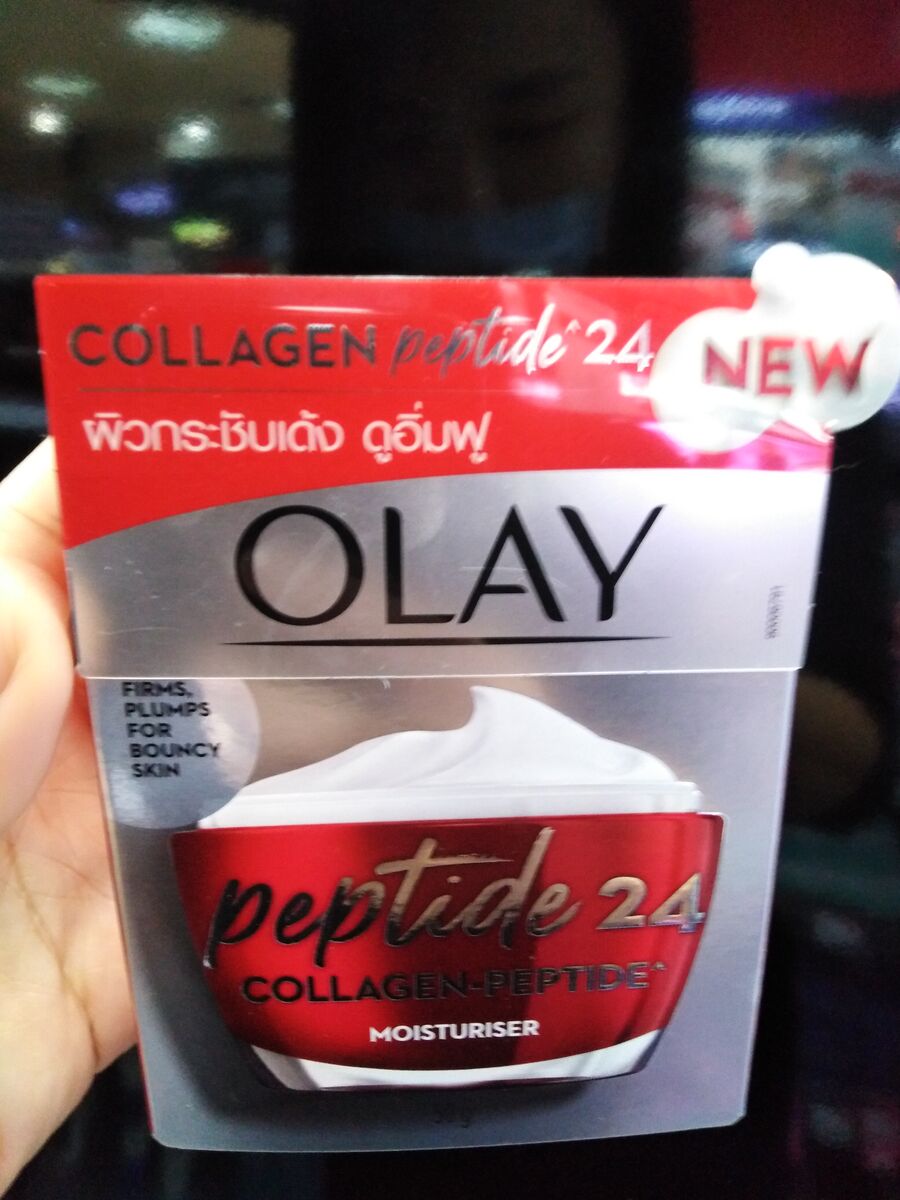 COLLAGEN peptide^ 24
NEW
ผิวกระชับเด้ง ดูอิ่มฟู
OLAY
FIRMS,
PLUMPS
FOR
BOUNCY
SKIN
peptide 24
COLLAGEN-PEPTIDE^
MOISTURISER